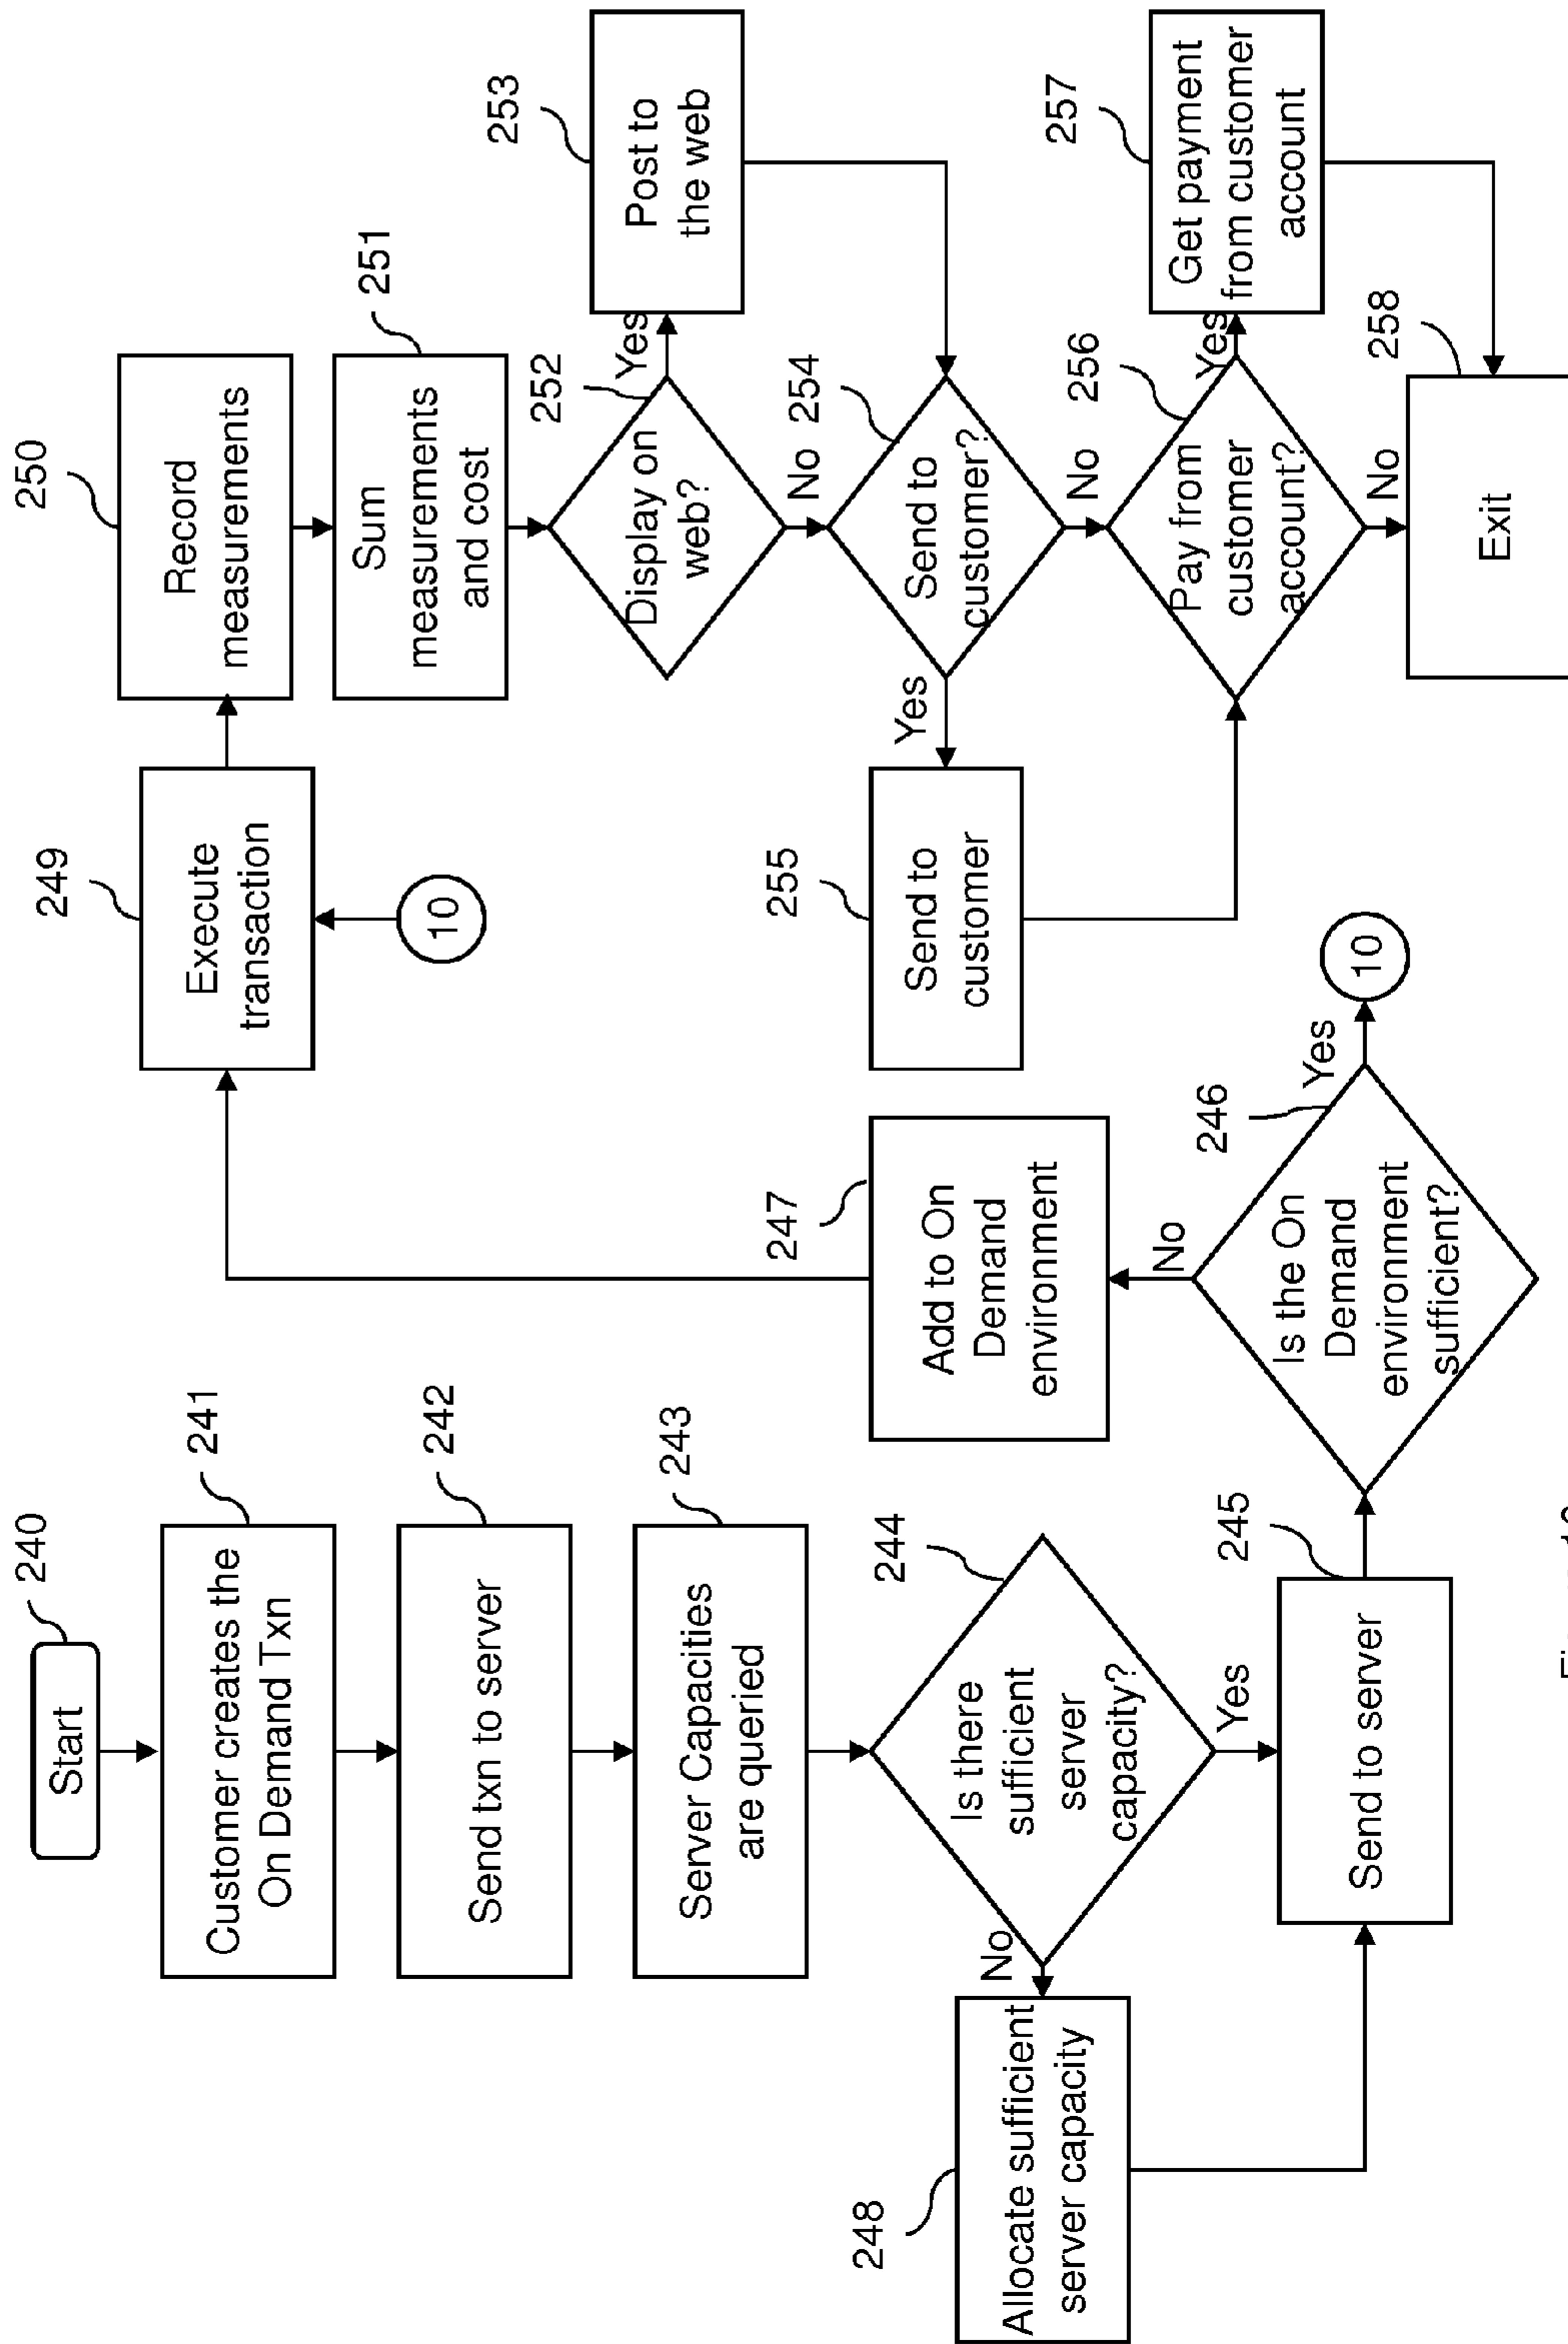 240
Start
241
Customer creates the
On Demand Txn
242
Send txn to server
243
Server Capacities
are queried
244
Is there
sufficient
server
capacity?
No
Yes
248
Allocate sufficient
server capacity
245
Send to server
246
Is the On
Demand
environment
sufficient?
No
Yes
10
247
Add to On
Demand
environment
249
Execute
transaction
10
250
Record
measurements
251
Sum
measurements
and cost
252
Display on
web?
Yes
No
253
Post to
the web
254
Send to
customer?
Yes
No
255
Send to
customer
256
Pay from
customer
account?
Yes
No
257
Get payment
from customer
account
258
Exit